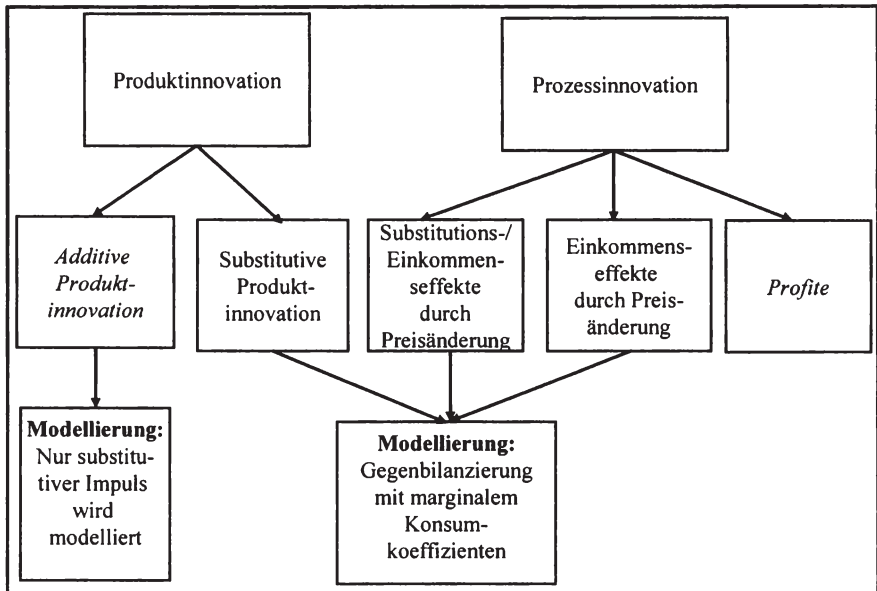 Produktinnovation
Prozessinnovation
Additive
Produkt-
innovation
Substitutive
Produkt-
innovation
Substitutions-/
Einkommen-
seffekte
durch
Preisänderung
Einkommens-
effekte
durch Preis-
änderung
Profite
Modellierung:
Nur substitu-
tiver Impuls
wird
modelliert
Modellierung:
Gegenbilanzierung
mit marginalem
Konsum-
koeffizienten